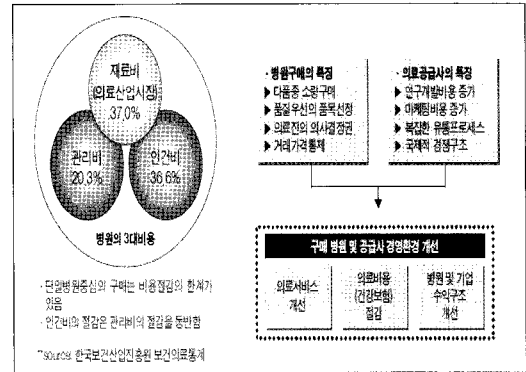 재료비
(의료산업시장)
37.0%
관리비
20.3%
인건비
36.6%
병원의 3대비용
· 단일병원중심의 구매는 비용절감의 한계가
있음
· 인건비의 절감은 관리비의 절감을 동반함
**source: 한국보건산업진흥원 보건의료통계
· 병원구매의 특징
▶ 다품종 소량구매
▶ 품질우선의 품목선정
▶ 의료진의 의사결정권
▶ 거래가격통제
· 의료공급사의 특징
▶ 연구개발비용 증가
▶ 마케팅비용 증가
▶ 복잡한 유통프로세스
▶ 국제적 경쟁구조
구매 병원 및 공급사 경영환경 개선
의료서비스
개선
의료비용
(건강보험)
절감
병원 및 기업
수익구조
개선